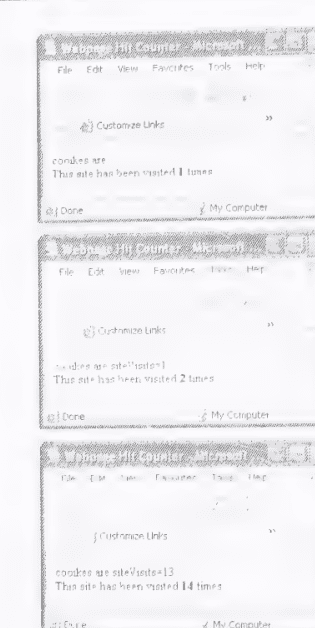 Webpage Hit Counter - Microsoft
File Edit View Favorites Tools Help
»
Customize Links
»
cookies are
This site has been visited 1 times
Done My Computer
Webpage Hit Counter - Microsoft
File Edit View Favorites Tools Help
Customize Links
»
cookies are siteVisits=1
This site has been visited 2 times
Done My Computer
Webpage Hit Counter - Microsoft
File Edit View Favorites Tools Help
Customize Links
»
cookies are siteVisits=13
This site has been visited 14 times
Done My Computer